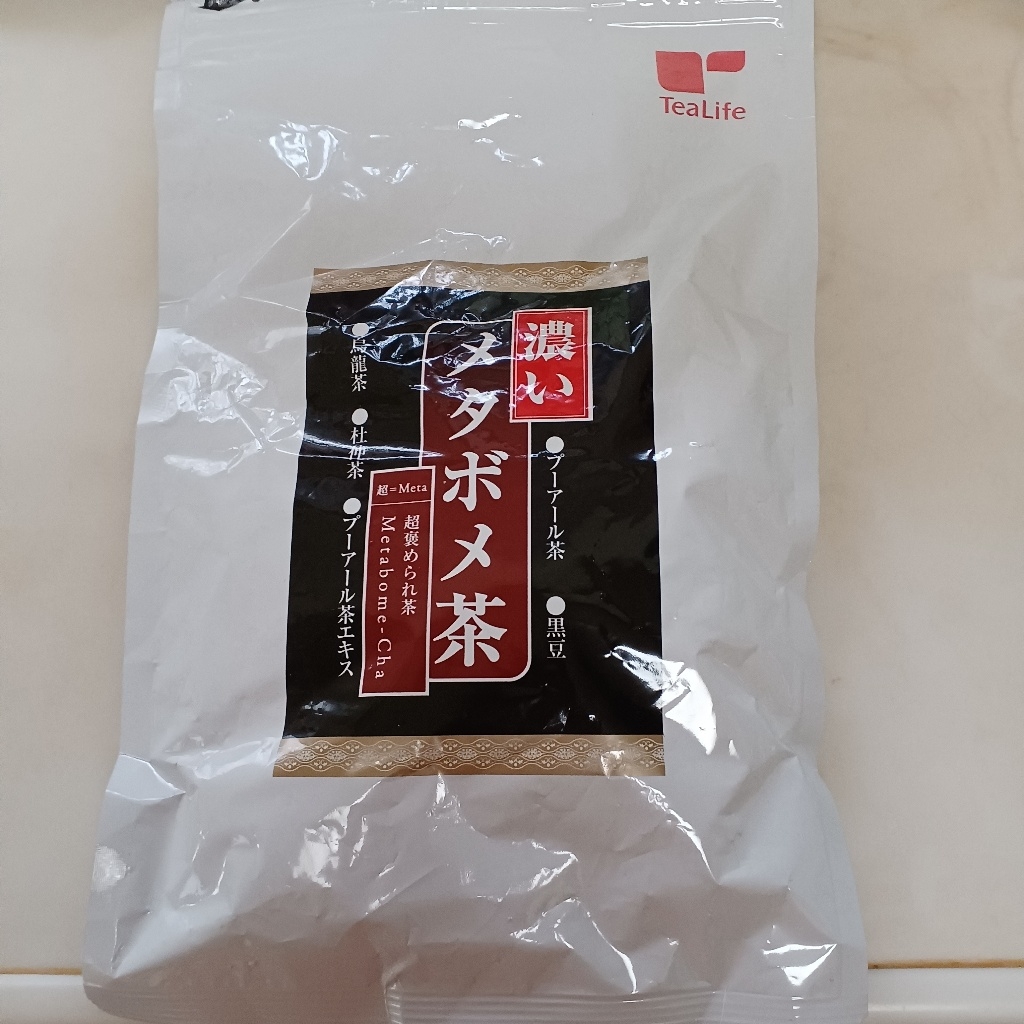 TeaLife
濃い
メタボメ茶
超=Meta
超褒められ茶
Metabome-Cha
●プーアール茶 ●黒豆
●烏龍茶 ●杜仲茶 ●プーアール茶エキス